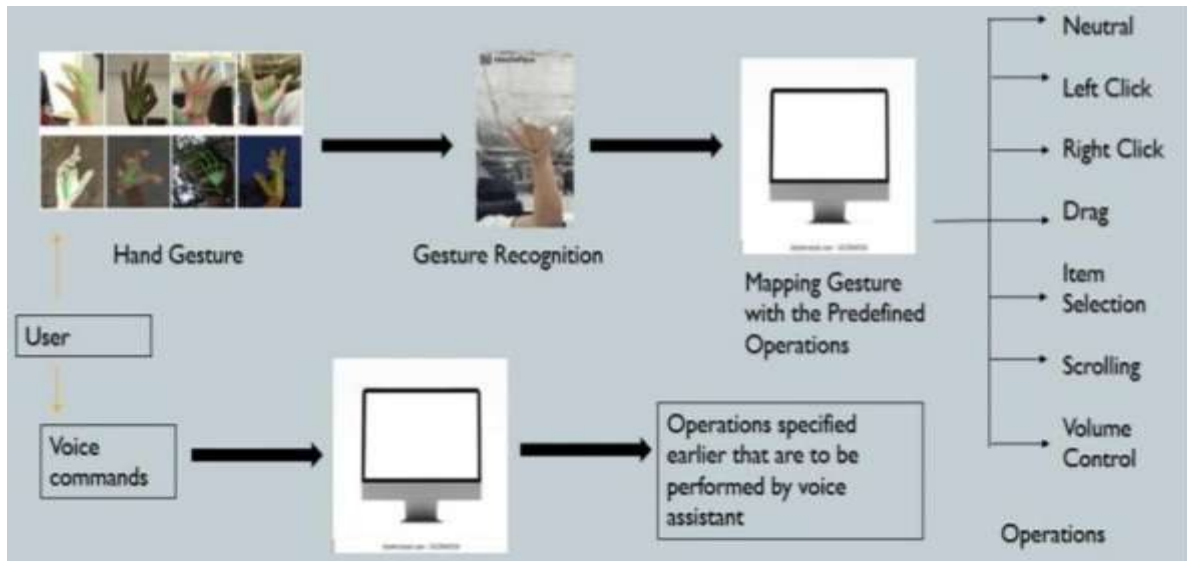 Hand Gesture
Gesture Recognition
Mapping Gesture
with the Predefined
Operations
Neutral
Left Click
Right Click
Drag
Item
Selection
Scrolling
Volume
Control
Operations
User
Voice
commands
Operations specified
earlier that are to be
performed by voice
assistant